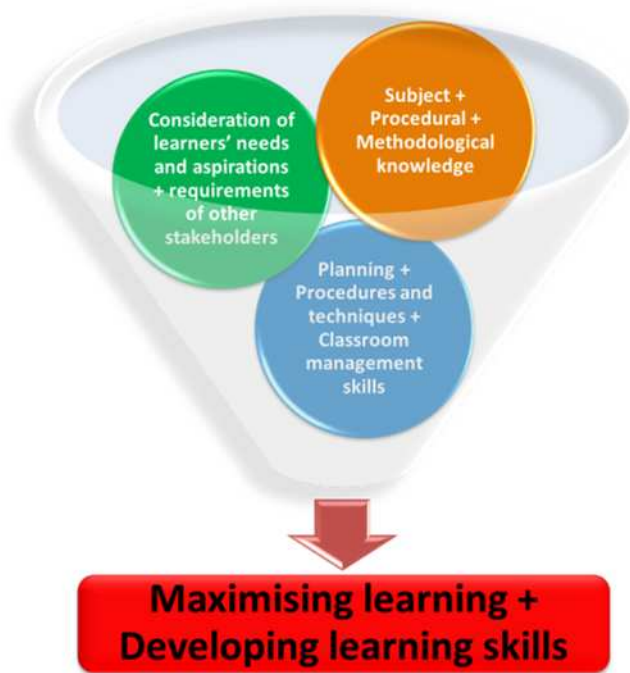 Consideration of
learners' needs
and aspirations
+ requirements
of other
stakeholders
Subject +
Procedural +
Methodological
knowledge
Planning +
Procedures and
techniques +
Classroom
management
skills
Maximising learning +
Developing learning skills